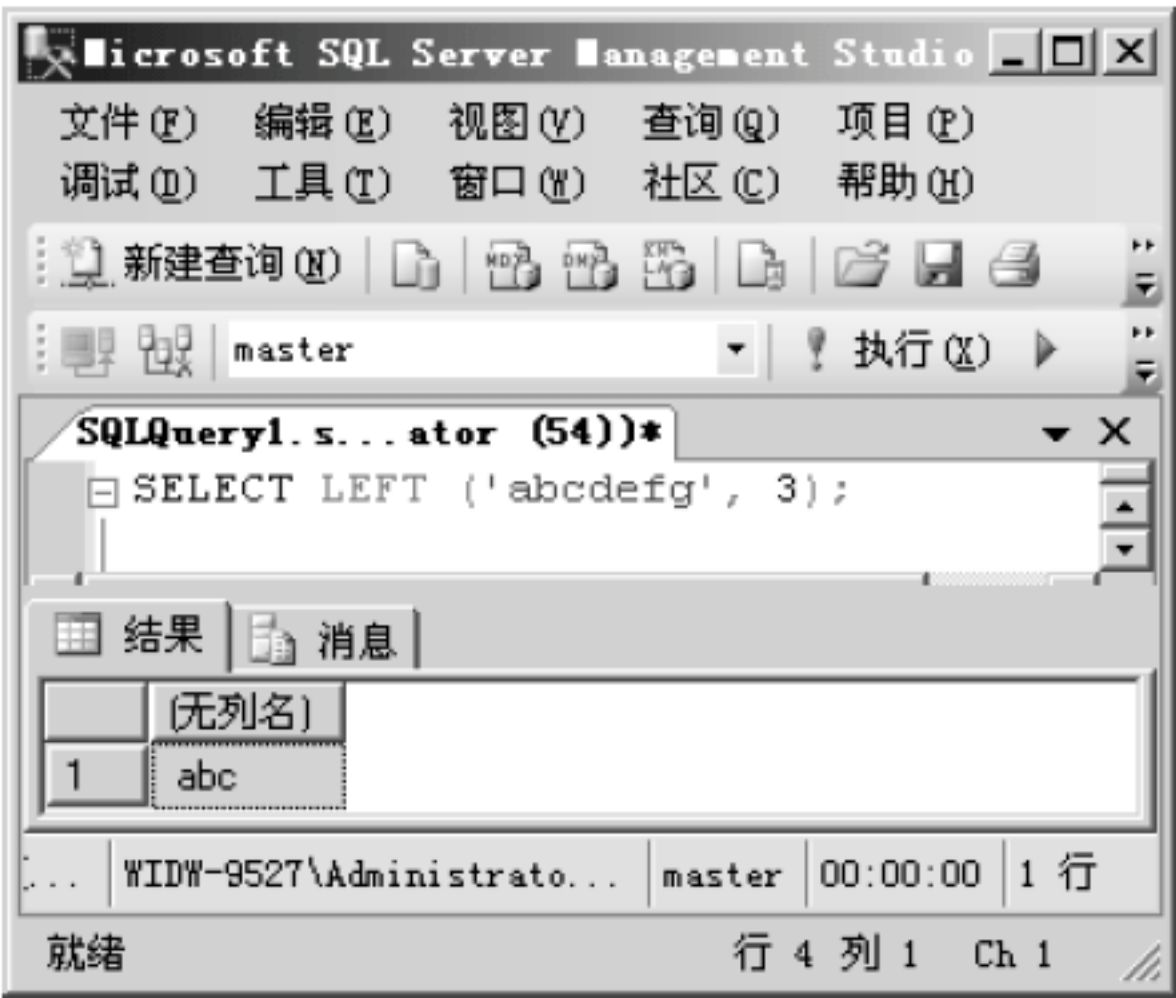 Microsoft SQL Server Management Studio
文件(F) 编辑(E) 视图(V) 查询(Q) 项目(P)
调试(D) 工具(T) 窗口(W) 社区(C) 帮助(H)
新建查询(N)
master 执行(X)
SQLQuery1.s...ator (54))*
SELECT LEFT ('abcdefg', 3);
结果 消息
(无列名)
1 abc
... WIDW-9527\Administrato... master 00:00:00 1 行
就绪 行 4 列 1 Ch 1